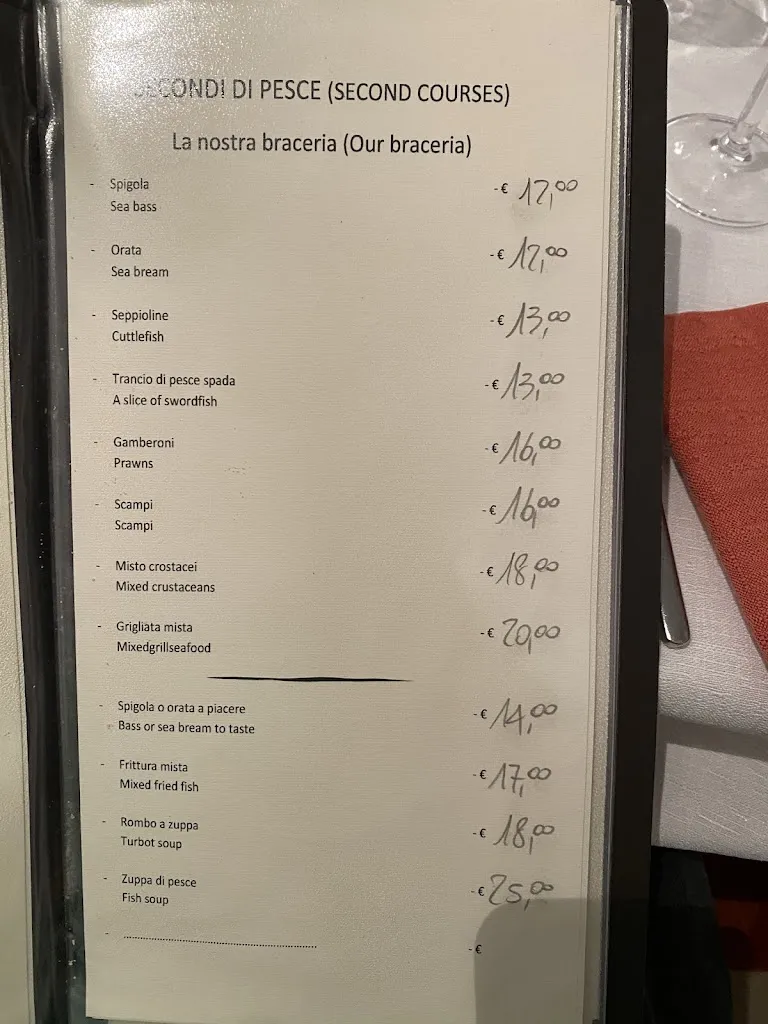 SECONDI DI PESCE (SECOND COURSES)
La nostra braceria (Our braceria)
- Spigola -€ 12,00
Sea bass
- Orata -€ 12,00
Sea bream
- Seppioline -€ 13,00
Cuttlefish
- Trancio di pesce spada -€ 13,00
A slice of swordfish
- Gamberoni -€ 16,00
Prawns
- Scampi -€ 16,00
Scampi
- Misto crostacei -€ 18,00
Mixed crustaceans
- Grigliata mista -€ 20,00
Mixedgrillseafood
- Spigola o orata a piacere -€ 14,00
Bass or sea bream to taste
- Frittura mista -€ 17,00
Mixed fried fish
- Rombo a zuppa -€ 18,00
Turbot soup
- Zuppa di pesce -€ 25,00
Fish soup
- ........................................................ -€